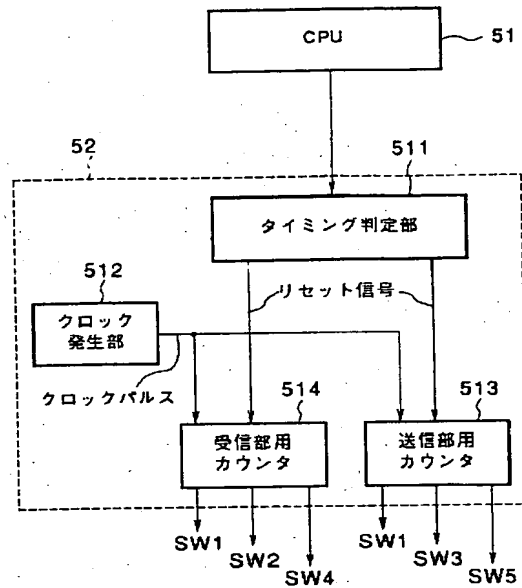 CPU
51
52
511
タイミング判定部
512
リセット信号
クロック
発生部
クロックパルス
514
513
受信部用
カウンタ
送信部用
カウンタ
SW1
SW2
SW4
SW1
SW3
SW5